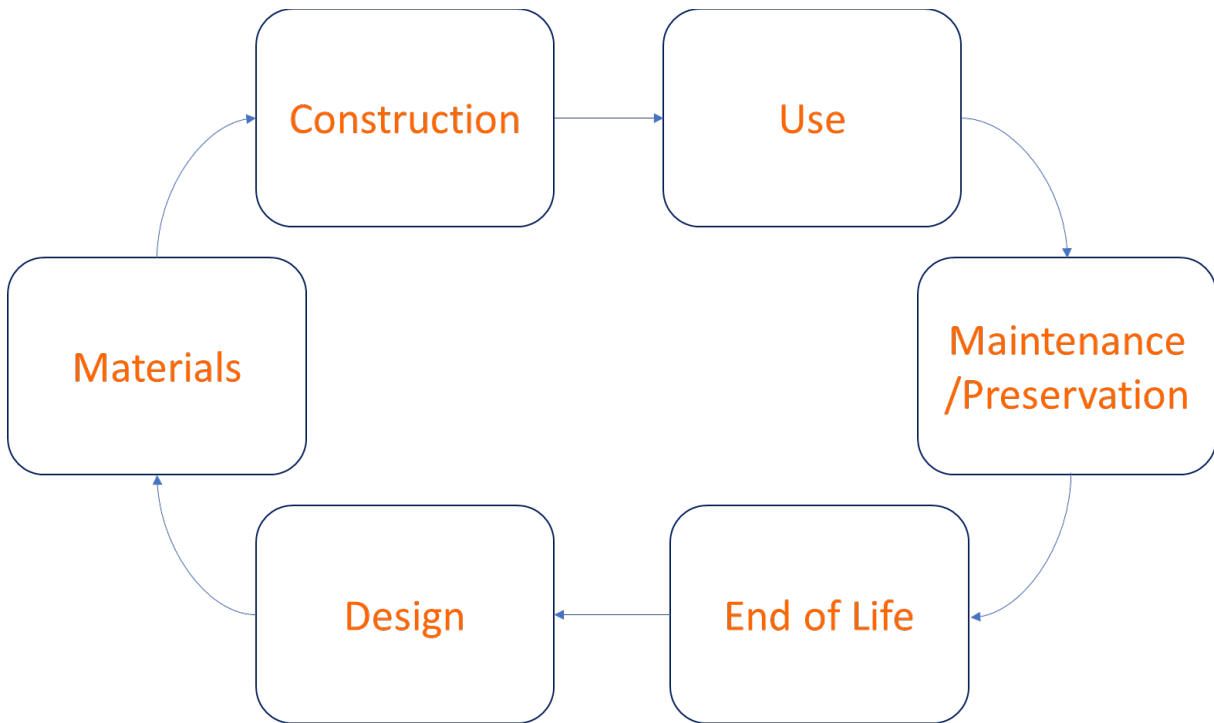 Construction
Use
Materials
Maintenance
/Preservation
Design
End of Life